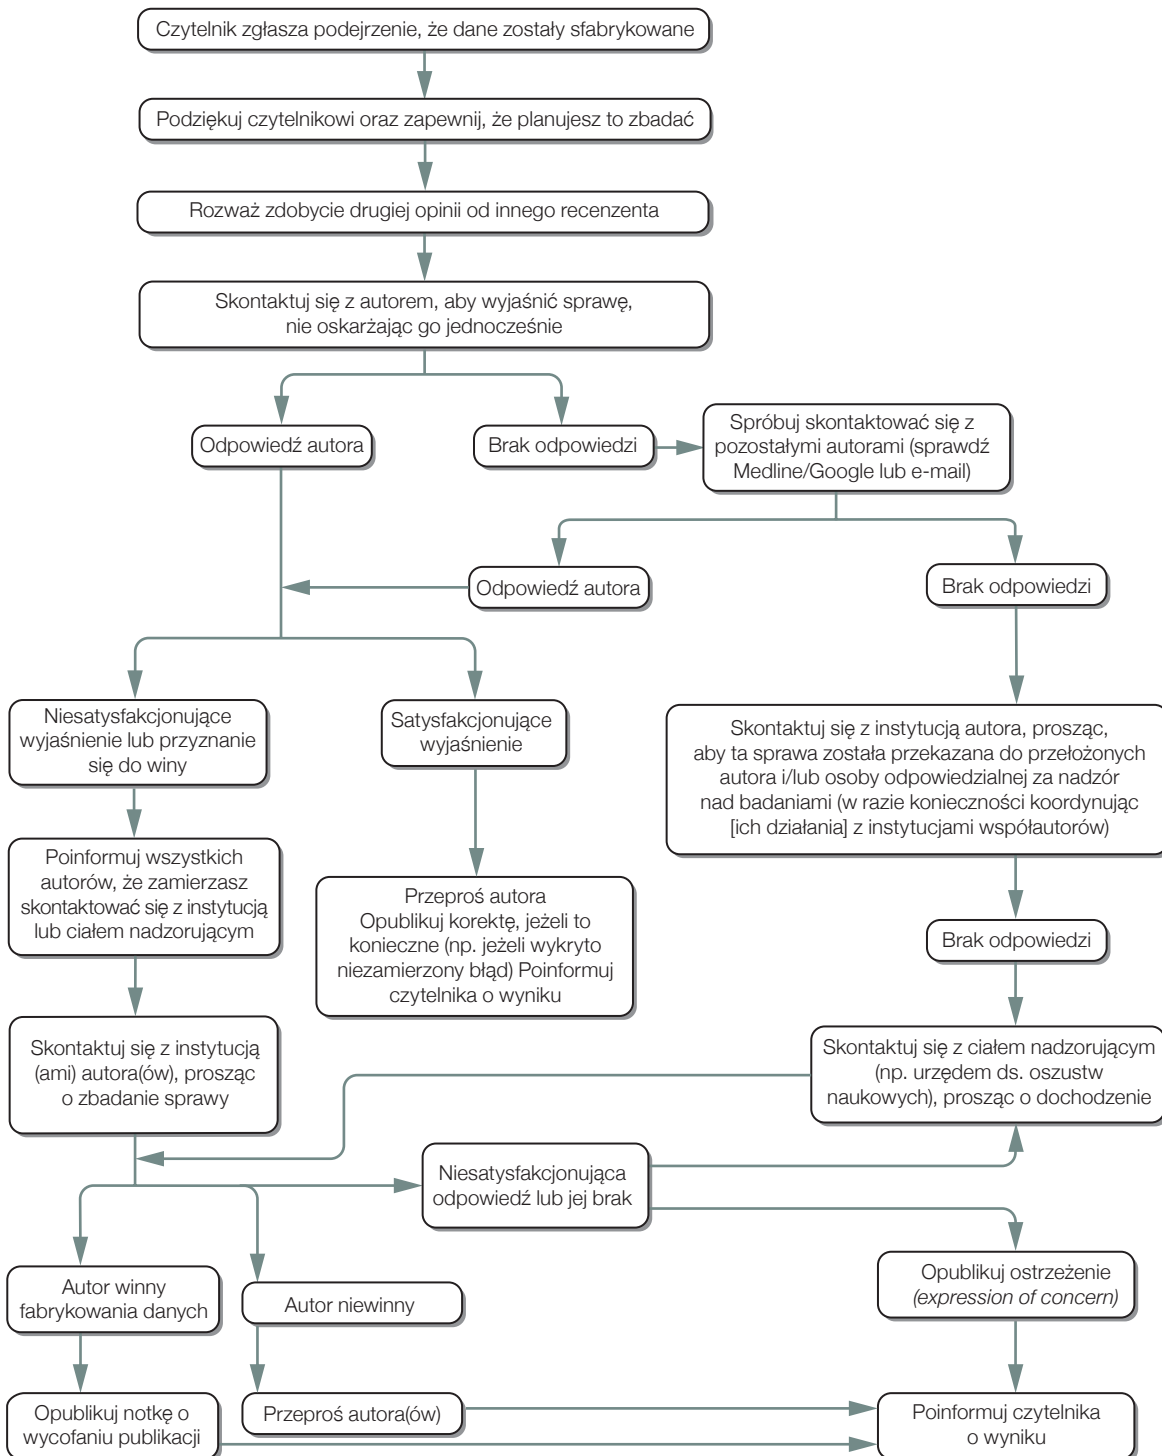 Czytelnik zgłasza podejrzenie, że dane zostały sfabrykowane
Podziękuj czytelnikowi oraz zapewnij, że planujesz to zbadać
Rozważ zdobycie drugiej opinii od innego recenzenta
Skontaktuj się z autorem, aby wyjaśnić sprawę,
nie oskarżając go jednocześnie
Odpowiedź autora
Brak odpowiedzi
Spróbuj skontaktować się z
pozostałymi autorami (sprawdź
Medline/Google lub e-mail)
Odpowiedź autora
Brak odpowiedzi
Niesatysfakcjonujące
wyjaśnienie lub przyznanie
się do winy
Satysfakcjonujące
wyjaśnienie
Skontaktuj się z instytucją autora, prosząc,
aby ta sprawa została przekazana do przełożonych
autora i/lub osoby odpowiedzialnej za nadzór
nad badaniami (w razie konieczności koordynując
[ich działania] z instytucjami współautorów)
Poinformuj wszystkich
autorów, że zamierzasz
skontaktować się z instytucją
lub ciałem nadzorującym
Przeproś autora
Opublikuj korektę, jeżeli to
konieczne (np. jeżeli wykryto
niezamierzony błąd) Poinformuj
czytelnika o wyniku
Brak odpowiedzi
Skontaktuj się z instytucją
(ami) autora(ów), prosząc
o zbadanie sprawy
Skontaktuj się z ciałem nadzorującym
(np. urzędem ds. oszustw
naukowych), prosząc o dochodzenie
Niesatysfakcjonująca
odpowiedź lub jej brak
Autor winny
fabrykowania danych
Autor niewinny
Opublikuj ostrzeżenie
(expression of concern)
Opublikuj notkę o
wycofaniu publikacji
Przeproś autora(ów)
Poinformuj czytelnika
o wyniku